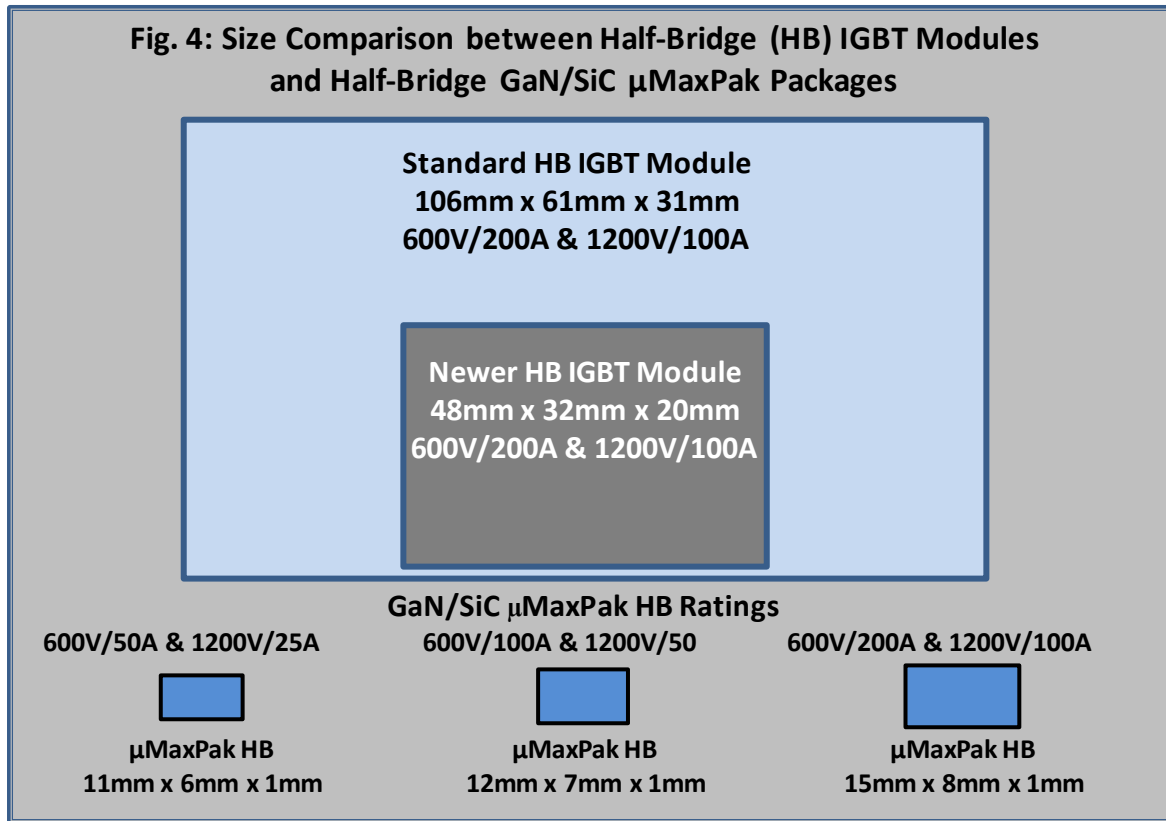 Fig. 4: Size Comparison between Half-Bridge (HB) IGBT Modules
and Half-Bridge GaN/SiC µMaxPak Packages
Standard HB IGBT Module
106mm x 61mm x 31mm
600V/200A & 1200V/100A
Newer HB IGBT Module
48mm x 32mm x 20mm
600V/200A & 1200V/100A
GaN/SiC μMaxPak HB Ratings
600V/50A & 1200V/25A
600V/100A & 1200V/50
600V/200A & 1200V/100A
µMaxPak HB
11mm x 6mm x 1mm
µMaxPak HB
12mm x 7mm x 1mm
µMaxPak HB
15mm x 8mm x 1mm